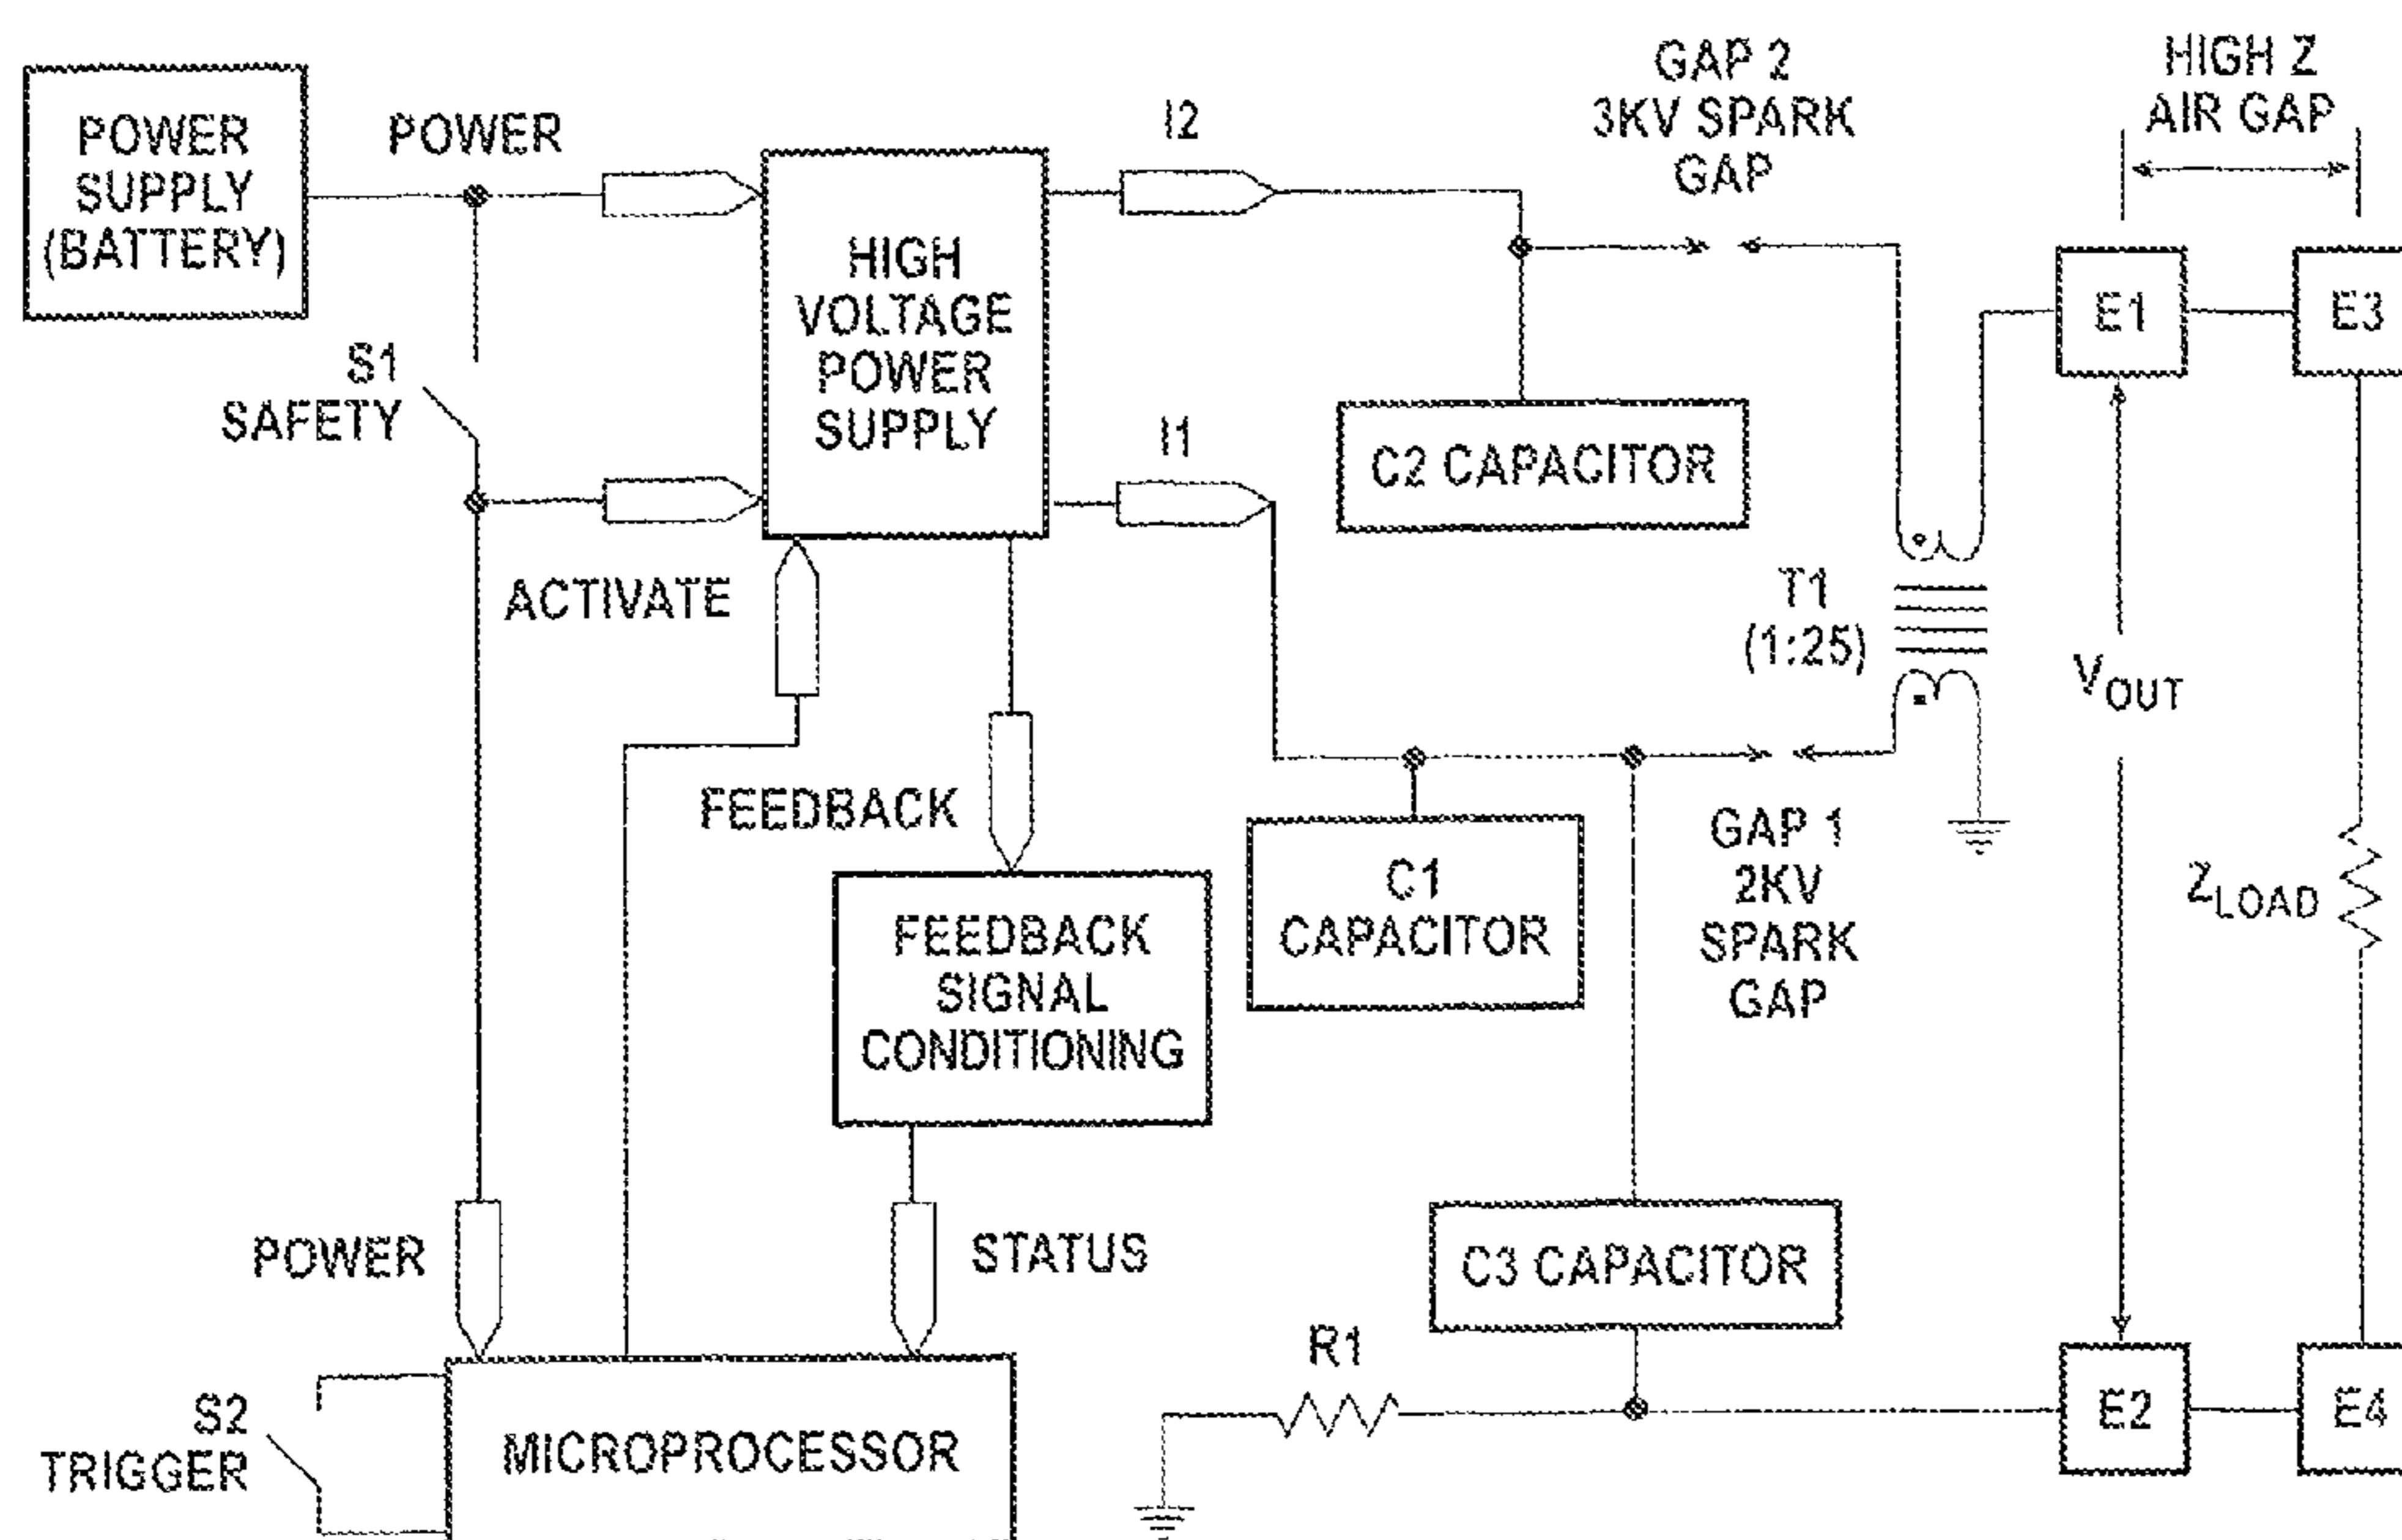 POWER
SUPPLY
(BATTERY)
POWER
HIGH
VOLTAGE
POWER
SUPPLY
I2
GAP 2
3KV SPARK
GAP
HIGH Z
AIR GAP
E1
E3
S1
SAFETY
I1
C2 CAPACITOR
ACTIVATE
T1
(1:25)
VOUT
FEEDBACK
C1
CAPACITOR
GAP 1
2KV
SPARK
GAP
ZLOAD
FEEDBACK
SIGNAL
CONDITIONING
POWER
STATUS
C3 CAPACITOR
R1
S2
TRIGGER
MICROPROCESSOR
E2
E4